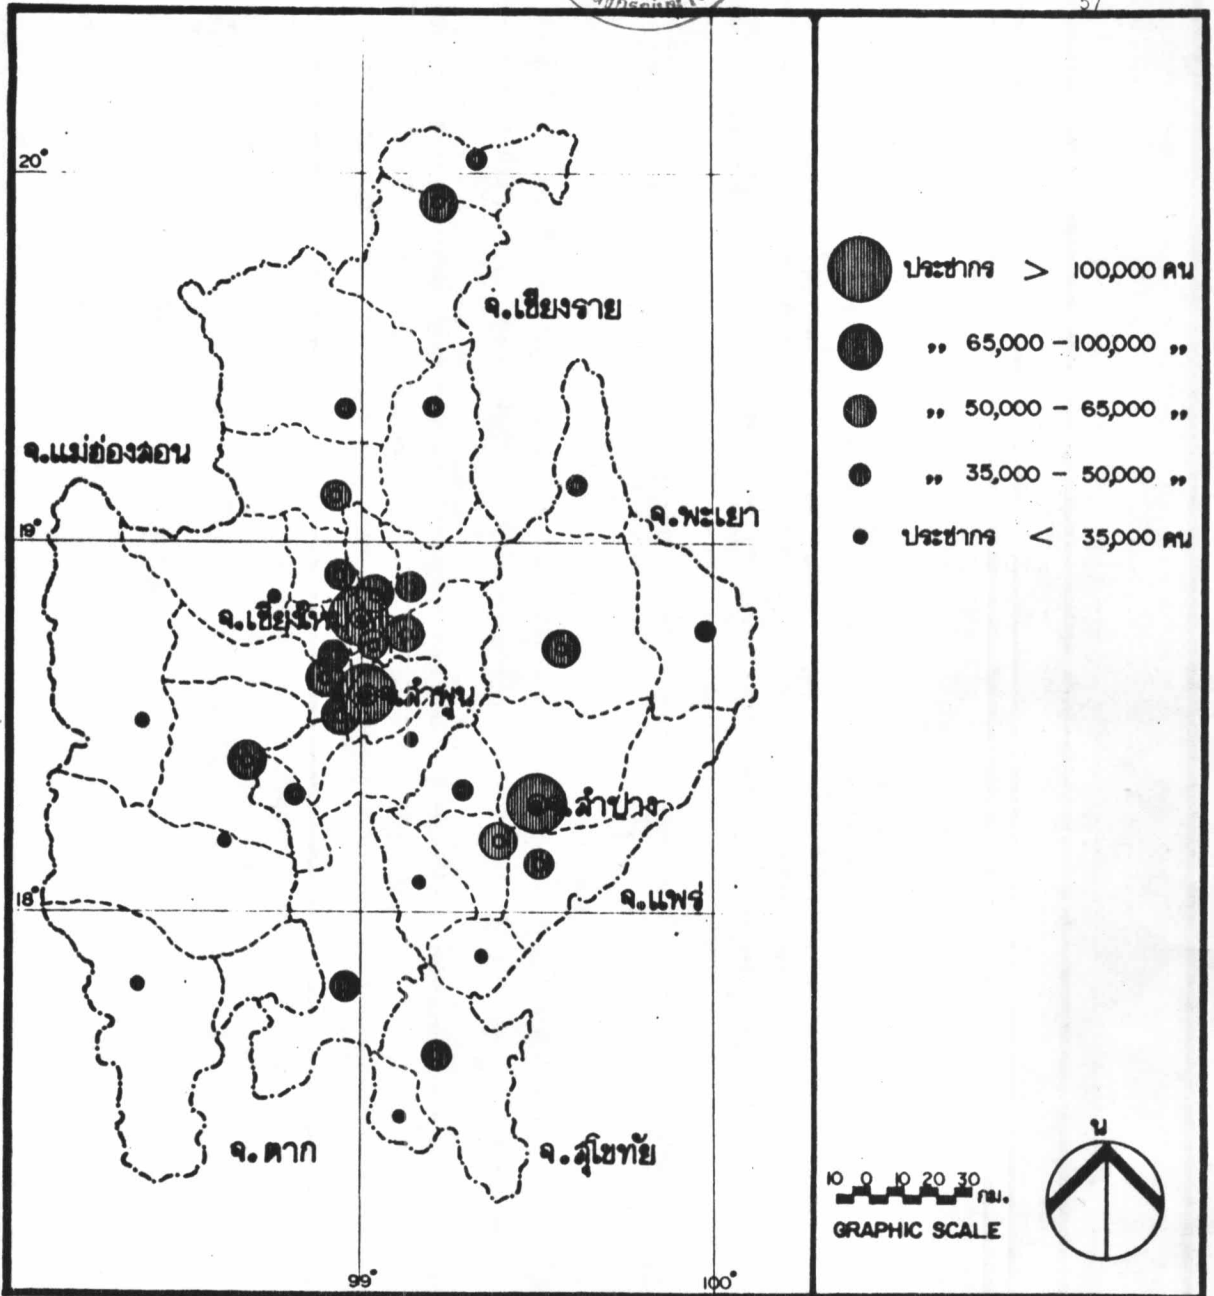 57
20°
จ.เชียงราย
จ.แม่ฮ่องสอน
19°
จ.พะเยา
จ.เชียงใหม่
จ.ลำพูน
จ.ลำปาง
18°
จ.แพร่
จ.ตาก
จ.สุโขทัย
99°
100°
ประชากร > 100,000 คน
,, 65,000 - 100,000 ,,
,, 50,000 - 65,000 ,,
,, 35,000 - 50,000 ,,
ประชากร < 35,000 คน
น
10 0 10 20 30 กม.
GRAPHIC SCALE